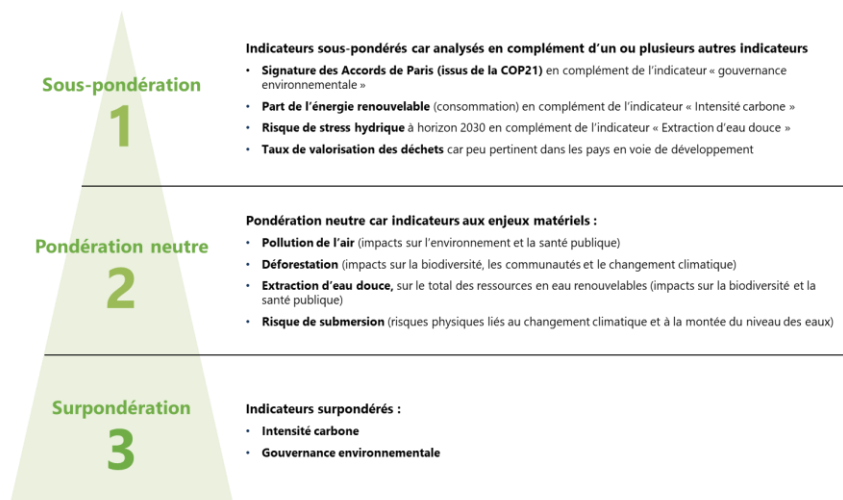 Sous-pondération
1
Indicateurs sous-pondérés car analysés en complément d'un ou plusieurs autres indicateurs
• Signature des Accords de Paris (issus de la COP21) en complément de l'indicateur « gouvernance
environnementale »
• Part de l'énergie renouvelable (consommation) en complément de l'indicateur « Intensité carbone »
• Risque de stress hydrique à horizon 2030 en complément de l'indicateur « Extraction d'eau douce »
• Taux de valorisation des déchets car peu pertinent dans les pays en voie de développement
Pondération neutre
2
Pondération neutre car indicateurs aux enjeux matériels :
• Pollution de l'air (impacts sur l'environnement et la santé publique)
• Déforestation (impacts sur la biodiversité, les communautés et le changement climatique)
• Extraction d'eau douce, sur le total des ressources en eau renouvelables (impacts sur la biodiversité et la
santé publique)
• Risque de submersion (risques physiques liés au changement climatique et à la montée du niveau des eaux)
Surpondération
3
Indicateurs surpondérés :
• Intensité carbone
• Gouvernance environnementale